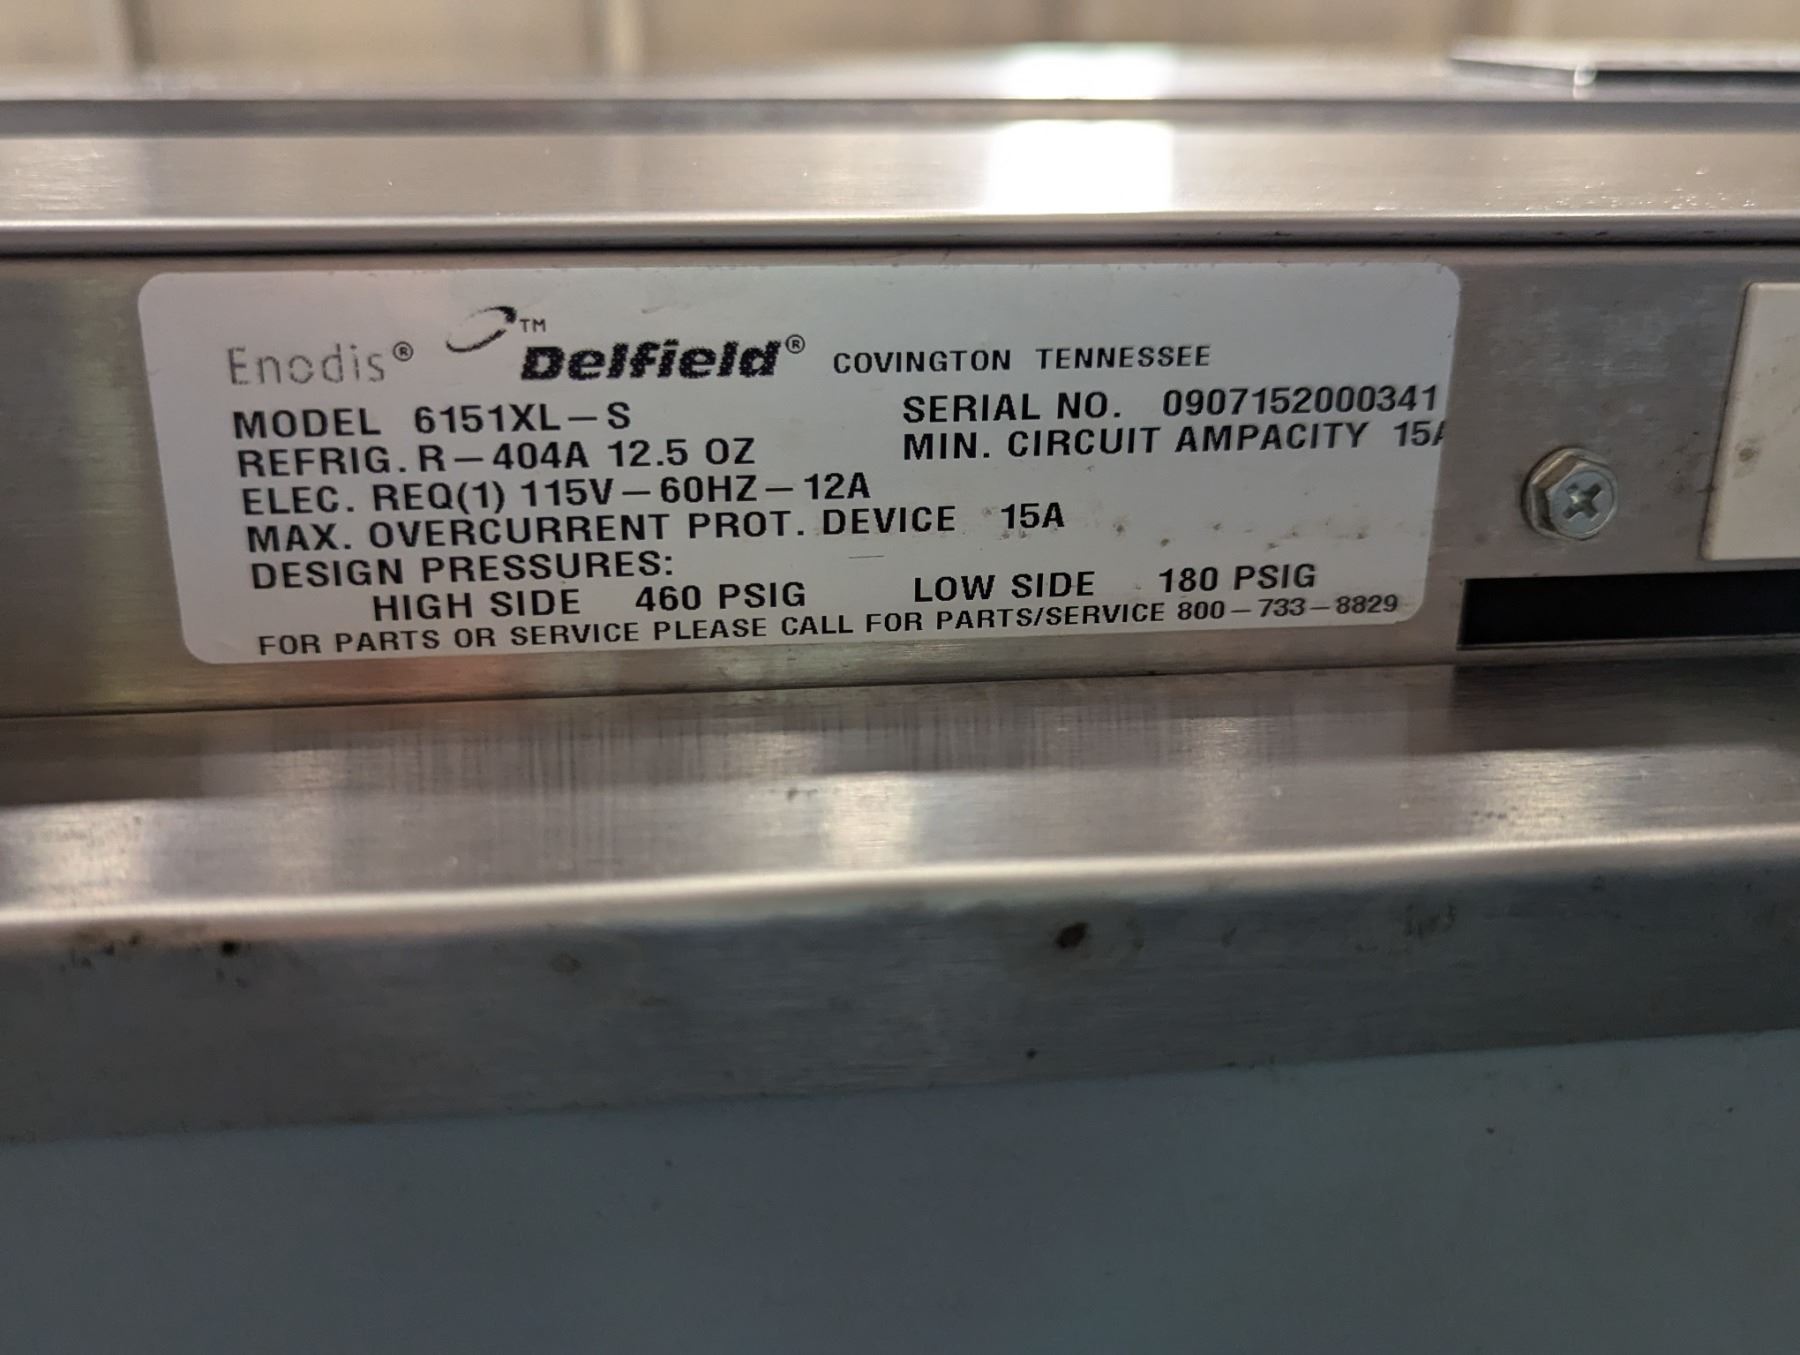 Enodis® ™ Delfield® COVINGTON TENNESSEE
MODEL 6151XL-S SERIAL NO. 0907152000341
REFRIG. R-404A 12.5 OZ MIN. CIRCUIT AMPACITY 15A
ELEC. REQ(1) 115V-60HZ-12A
MAX. OVERCURRENT PROT. DEVICE 15A
DESIGN PRESSURES:
HIGH SIDE 460 PSIG LOW SIDE 180 PSIG
FOR PARTS OR SERVICE PLEASE CALL FOR PARTS/SERVICE 800-733-8829